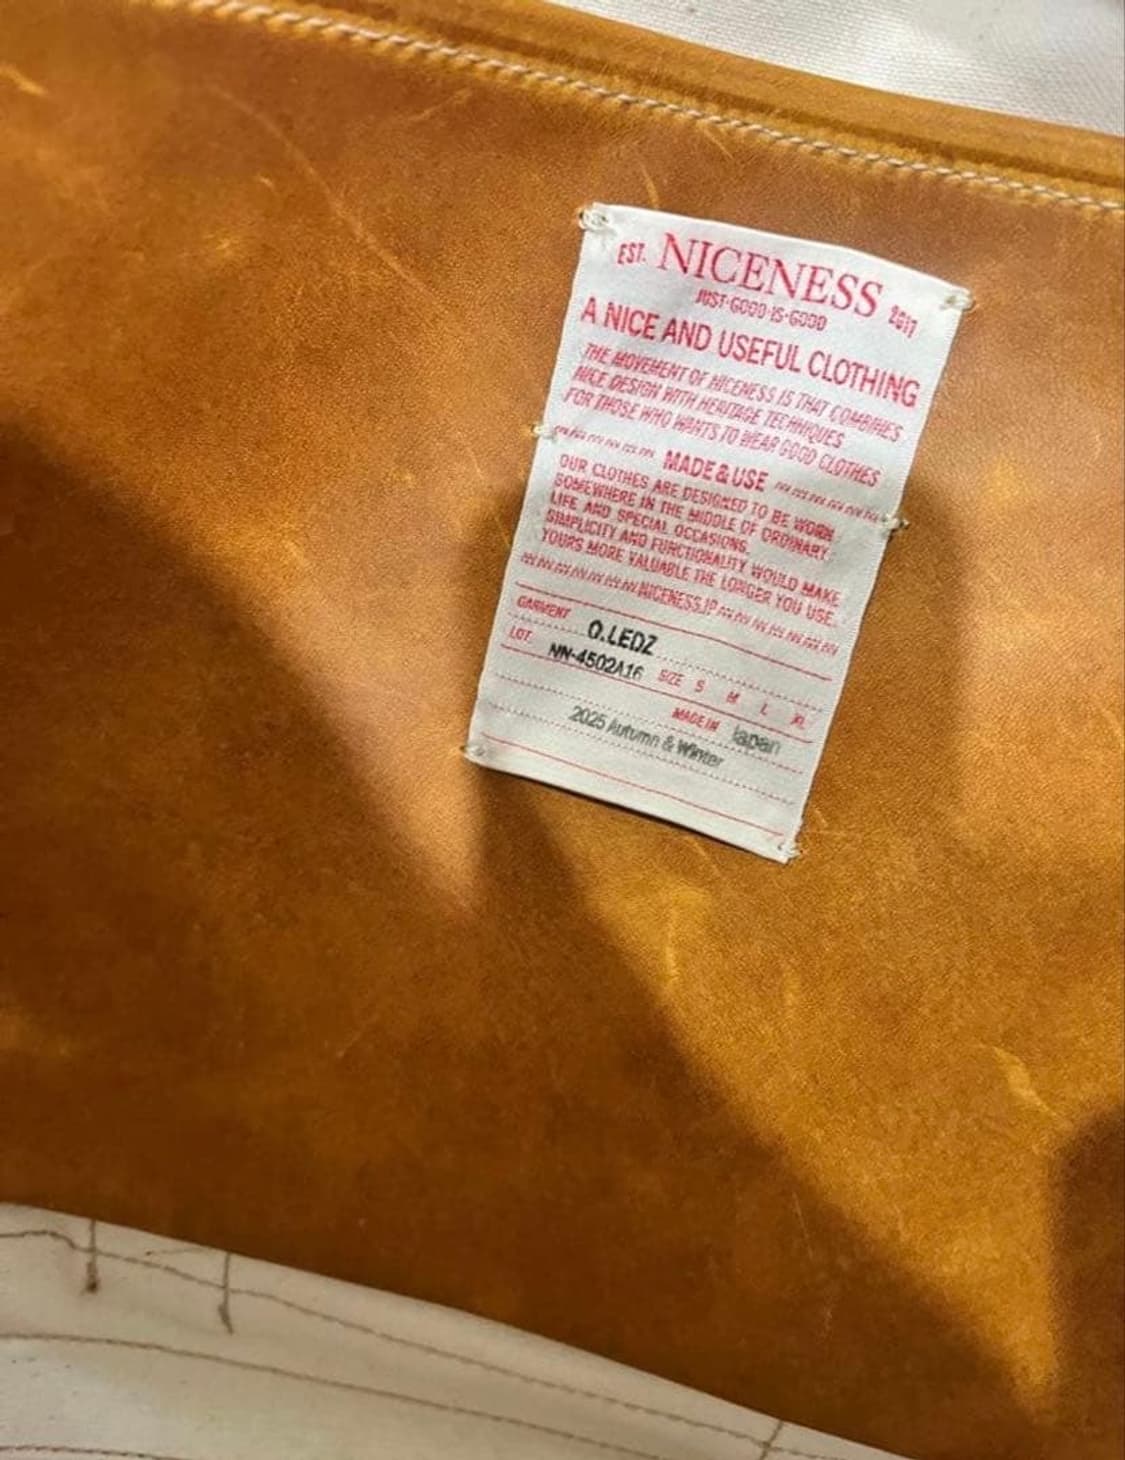 EST. NICENESS 2017
JUST·GOOD·IS·GOOD
A NICE AND USEFUL CLOTHING
THE MOVEMENT OF NICENESS IS THAT COMBINES
NICE DESIGN WITH HERITAGE TECHNIQUES
FOR THOSE WHO WANTS TO WEAR GOOD CLOTHES
MADE&USE
OUR CLOTHES ARE DESIGNED TO BE WORN
SOMEWHERE IN THE MIDDLE OF ORDINARY
LIFE AND SPECIAL OCCASIONS.
SIMPLICITY AND FUNCTIONALITY WOULD MAKE
YOURS MORE VALUABLE THE LONGER YOU USE.
NICENESS.JP
GARMENT O.LEDZ
LOT. NN-4502A16 SIZE S M L XL
MADE IN Japan
2025 Autumn & Winter